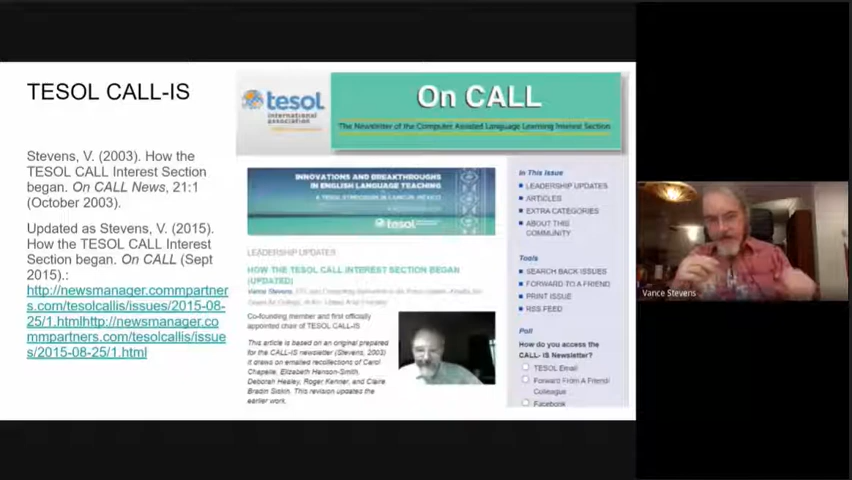 TESOL CALL-IS
Stevens, V. (2003). How the
TESOL CALL Interest Section
began. On CALL News, 21:1
(October 2003).
Updated as Stevens, V. (2015).
How the TESOL CALL Interest
Section began. On CALL (Sept
2015).:
http://newsmanager.commpartner
s.com/tesolcallis/issues/2015-08-
25/1.htmlhttp://newsmanager.co
mmpartners.com/tesolcallis/issue
s/2015-08-25/1.html
tesol
international
association
On CALL
The Newsletter of the Computer Assisted Language Learning Interest Section
INNOVATIONS AND BREAKTHROUGHS
IN ENGLISH LANGUAGE TEACHING
A TESOL SYMPOSIUM IN CANCUN, MEXICO
tesol
LEADERSHIP UPDATES
HOW THE TESOL CALL INTEREST SECTION BEGAN
(UPDATED)
Vance Stevens,
Co-founding member and first officially
appointed chair of TESOL CALL-IS
This article is based on an original prepared
for the CALL-IS newsletter (Stevens, 2003)
it draws on emailed recollections of Carol
Chapelle, Elizabeth Hanson-Smith,
Deborah Healey, Roger Kenner, and Claire
Bradin Siskin. This revision updates the
earlier work.
In This Issue
LEADERSHIP UPDATES
ARTICLES
EXTRA CATEGORIES
ABOUT THIS
COMMUNITY
Tools
SEARCH BACK ISSUES
FORWARD TO A FRIEND
PRINT ISSUE
RSS FEED
Poll
How do you access the
CALL- IS Newsletter?
TESOL Email
Forward From A Friend/
Colleague
Facebook
Vance Stevens